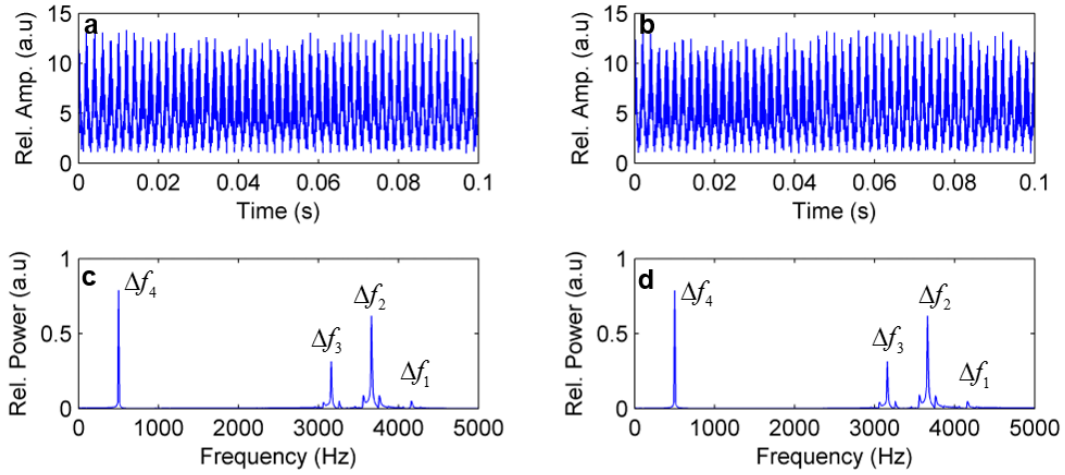 a
15
10
5
0
Rel. Amp. (a.u)
0 0.02 0.04 0.06 0.08 0.1
Time (s)
b
15
10
5
0
Rel. Amp. (a.u)
0 0.02 0.04 0.06 0.08 0.1
Time (s)
c
1
0.5
0
Rel. Power (a.u)
Δf₄
Δf₃
Δf₂
Δf₁
0 1000 2000 3000 4000 5000
Frequency (Hz)
d
1
0.5
0
Rel. Power (a.u)
Δf₄
Δf₃
Δf₂
Δf₁
0 1000 2000 3000 4000 5000
Frequency (Hz)